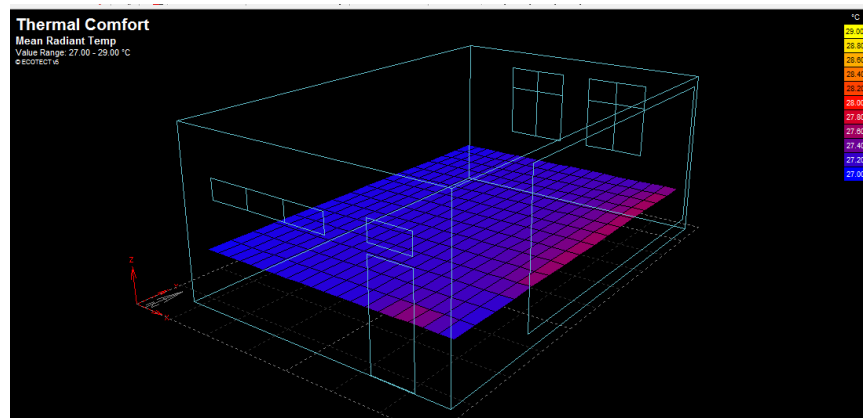 Thermal Comfort
Mean Radiant Temp
Value Range: 27.00 - 29.00 °C
© ECOTECT v5
°C
29.00
28.80
28.60
28.40
28.20
28.00
27.80
27.60
27.40
27.20
27.00
Z